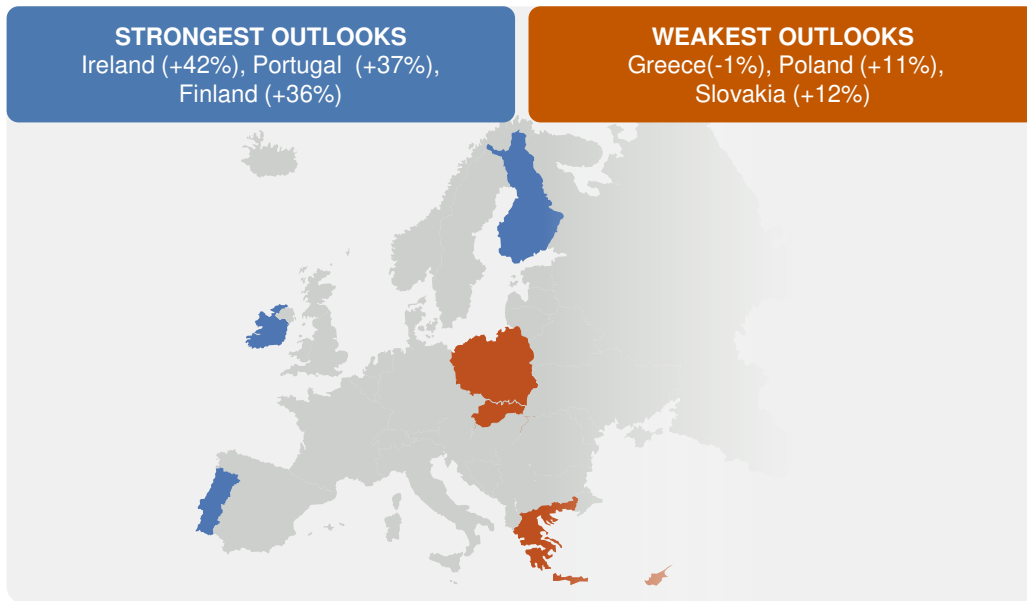 STRONGEST OUTLOOKS
Ireland (+42%), Portugal (+37%),
Finland (+36%)
WEAKEST OUTLOOKS
Greece(-1%), Poland (+11%),
Slovakia (+12%)